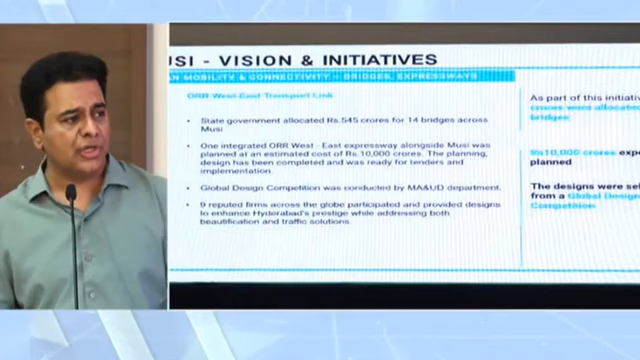 USI - VISION & INITIATIVES
AN MOBILITY & CONNECTIVITY - BRIDGES, EXPRESSWAYS
ORR West-East Transport Link
• State government allocated Rs.545 crores for 14 bridges across
Musi
• One integrated ORR West - East expressway alongside Musi was
planned at an estimated cost of Rs.10,000 crores. The planning,
design has been completed and was ready for tenders and
implementation.
• Global Design Competition was conducted by MA&UD department.
• 9 reputed firms across the globe participated and provided designs
to enhance Hyderabad's prestige while addressing both
beautification and traffic solutions.
As part of this initiativ
crores were allocated
bridges
Rs10,000 crores exp
planned
The designs were sel
from a Global Design
Competition